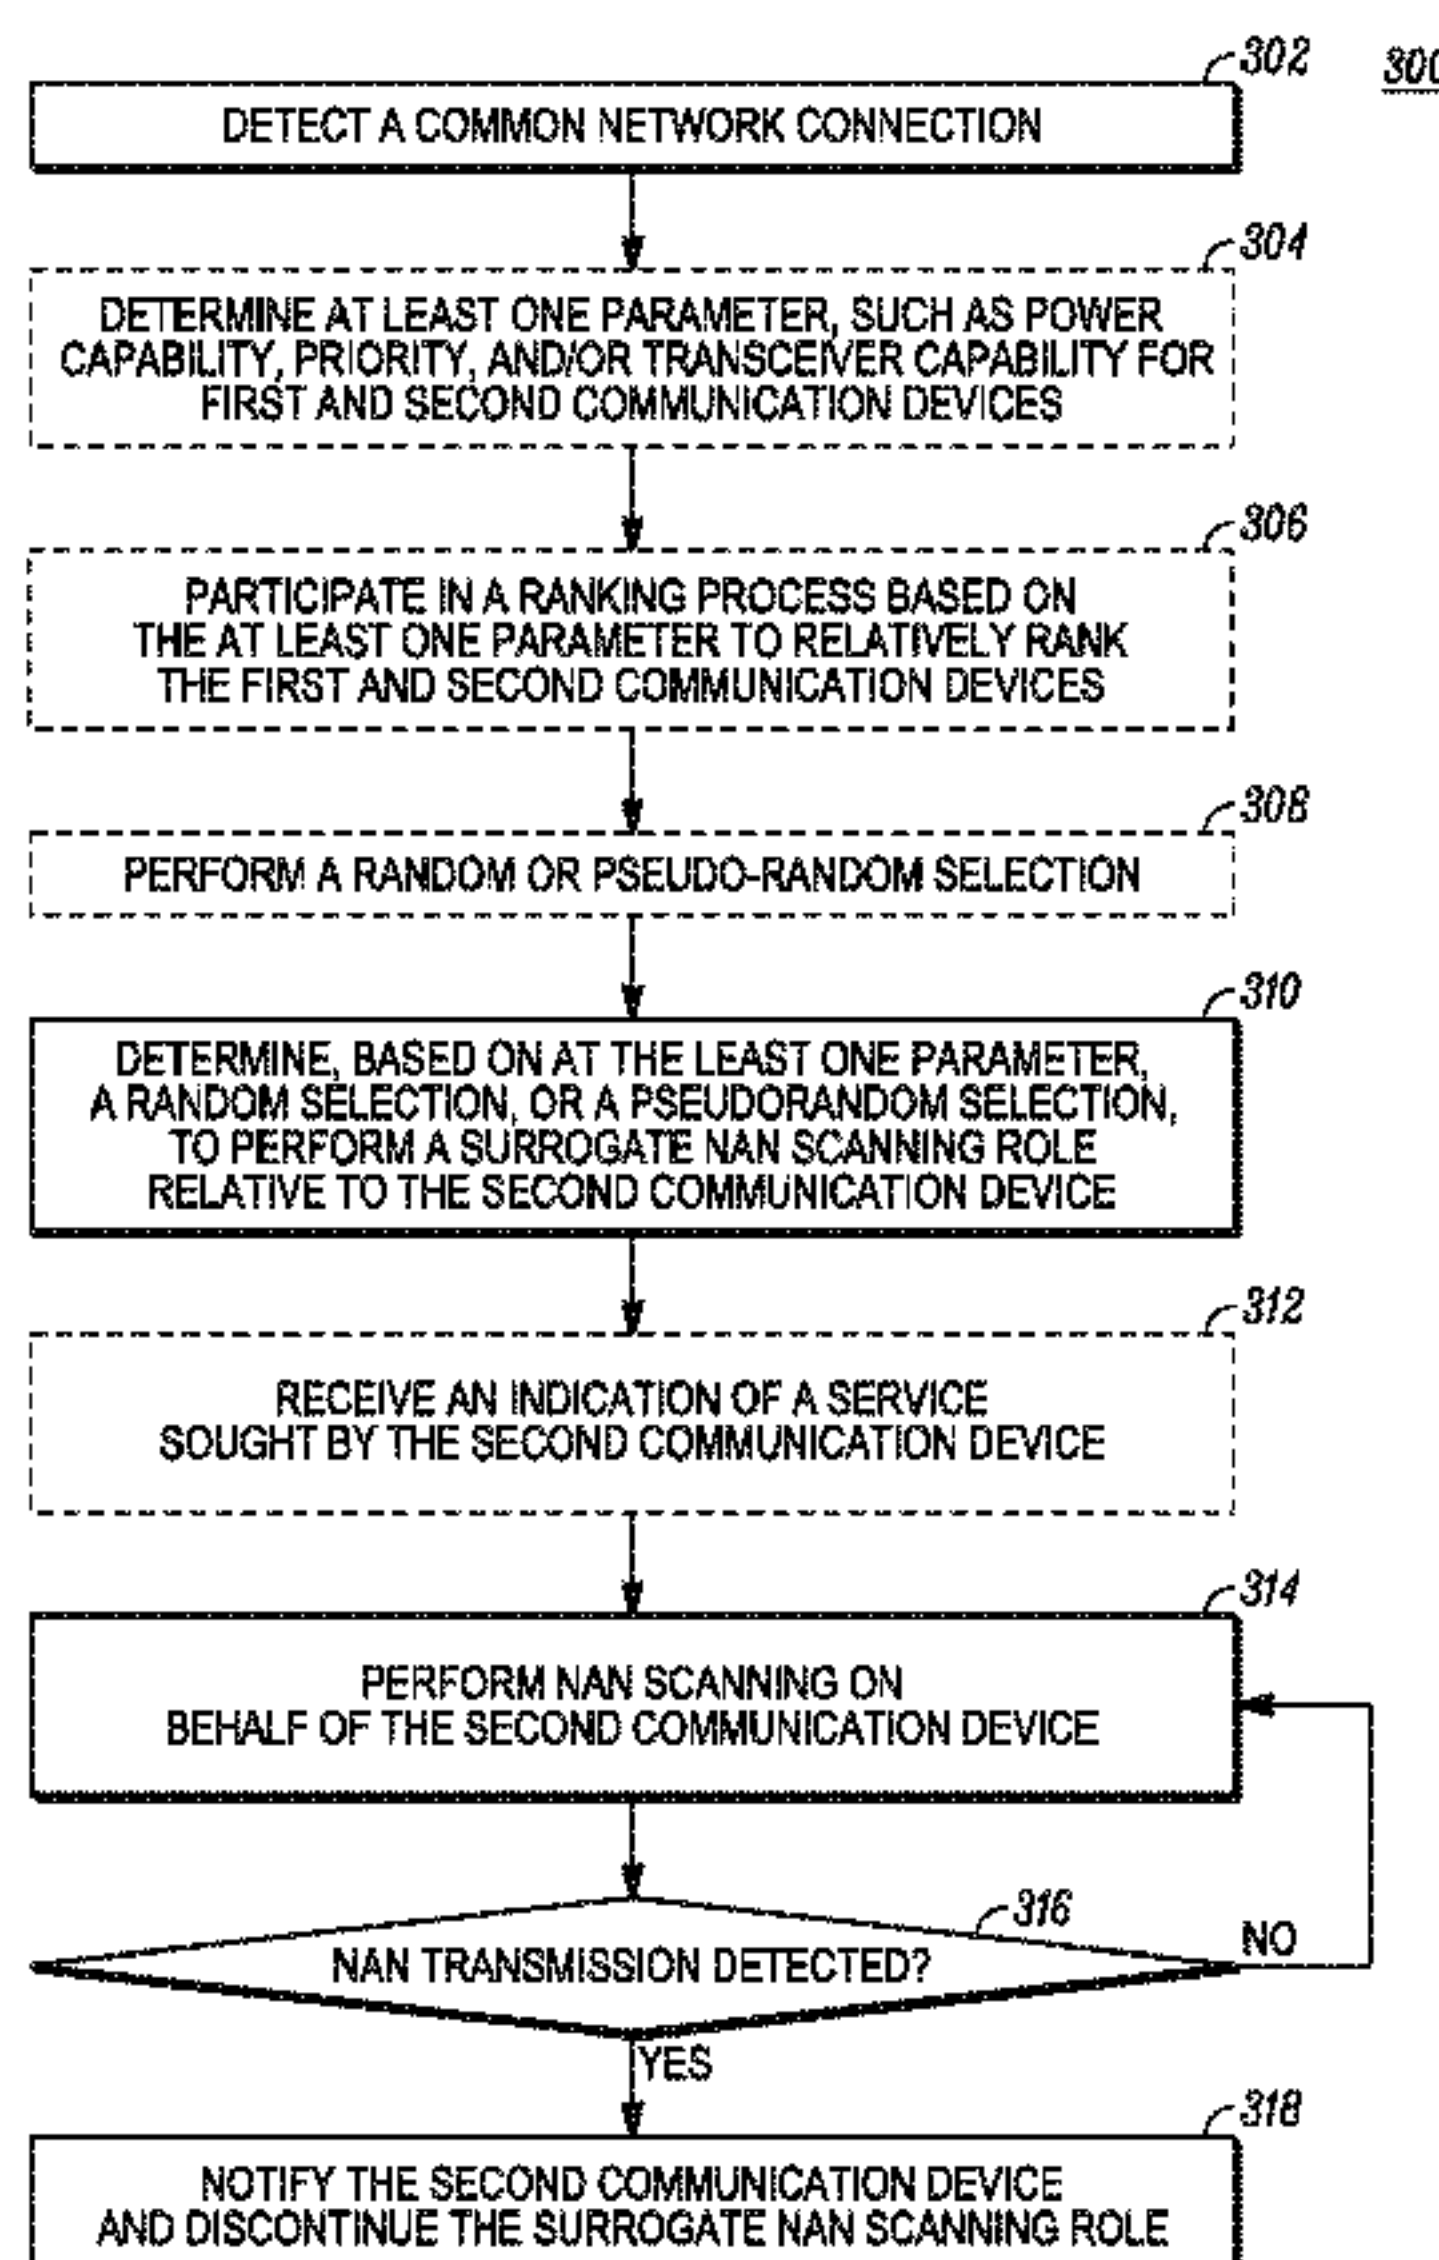 302
300
DETECT A COMMON NETWORK CONNECTION
304
DETERMINE AT LEAST ONE PARAMETER, SUCH AS POWER
CAPABILITY, PRIORITY, AND/OR TRANSCEIVER CAPABILITY FOR
FIRST AND SECOND COMMUNICATION DEVICES
306
PARTICIPATE IN A RANKING PROCESS BASED ON
THE AT LEAST ONE PARAMETER TO RELATIVELY RANK
THE FIRST AND SECOND COMMUNICATION DEVICES
308
PERFORM A RANDOM OR PSEUDO-RANDOM SELECTION
310
DETERMINE, BASED ON AT THE LEAST ONE PARAMETER,
A RANDOM SELECTION, OR A PSEUDORANDOM SELECTION,
TO PERFORM A SURROGATE NAN SCANNING ROLE
RELATIVE TO THE SECOND COMMUNICATION DEVICE
312
RECEIVE AN INDICATION OF A SERVICE
SOUGHT BY THE SECOND COMMUNICATION DEVICE
314
PERFORM NAN SCANNING ON
BEHALF OF THE SECOND COMMUNICATION DEVICE
316
NAN TRANSMISSION DETECTED?
NO
YES
318
NOTIFY THE SECOND COMMUNICATION DEVICE
AND DISCONTINUE THE SURROGATE NAN SCANNING ROLE